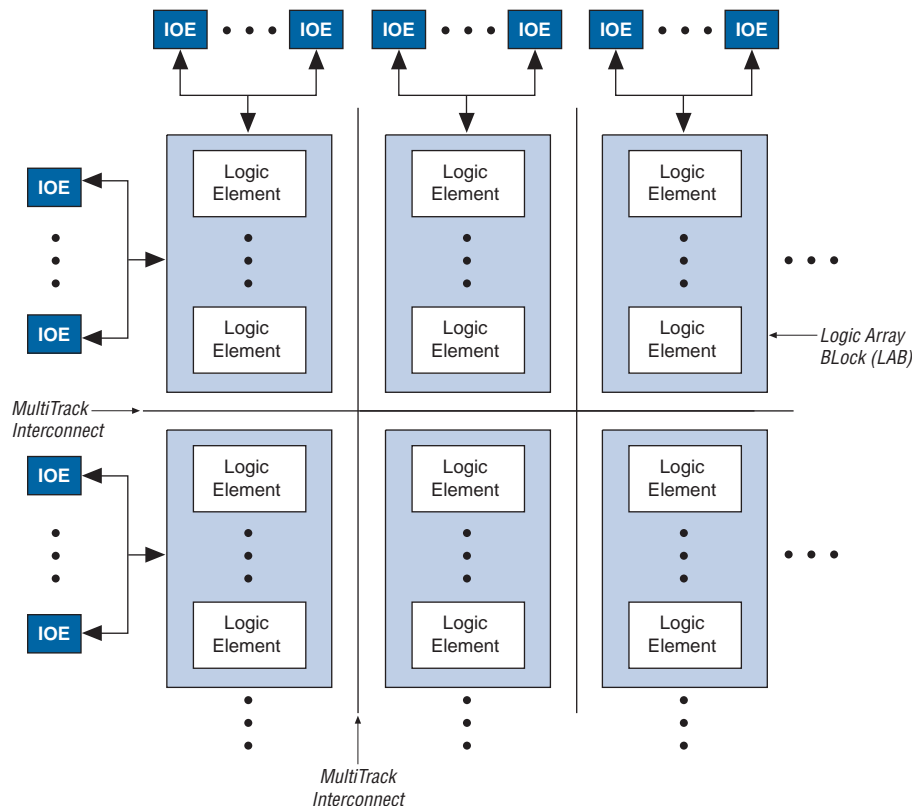 IOE IOE IOE IOE IOE IOE
Logic Logic Logic
Element Element Element
IOE
IOE
Logic Logic Logic
Element Element Element
Logic Array
BLock (LAB)
MultiTrack
Interconnect
IOE
Logic Logic Logic
Element Element Element
IOE
Logic Logic Logic
Element Element Element
MultiTrack
Interconnect